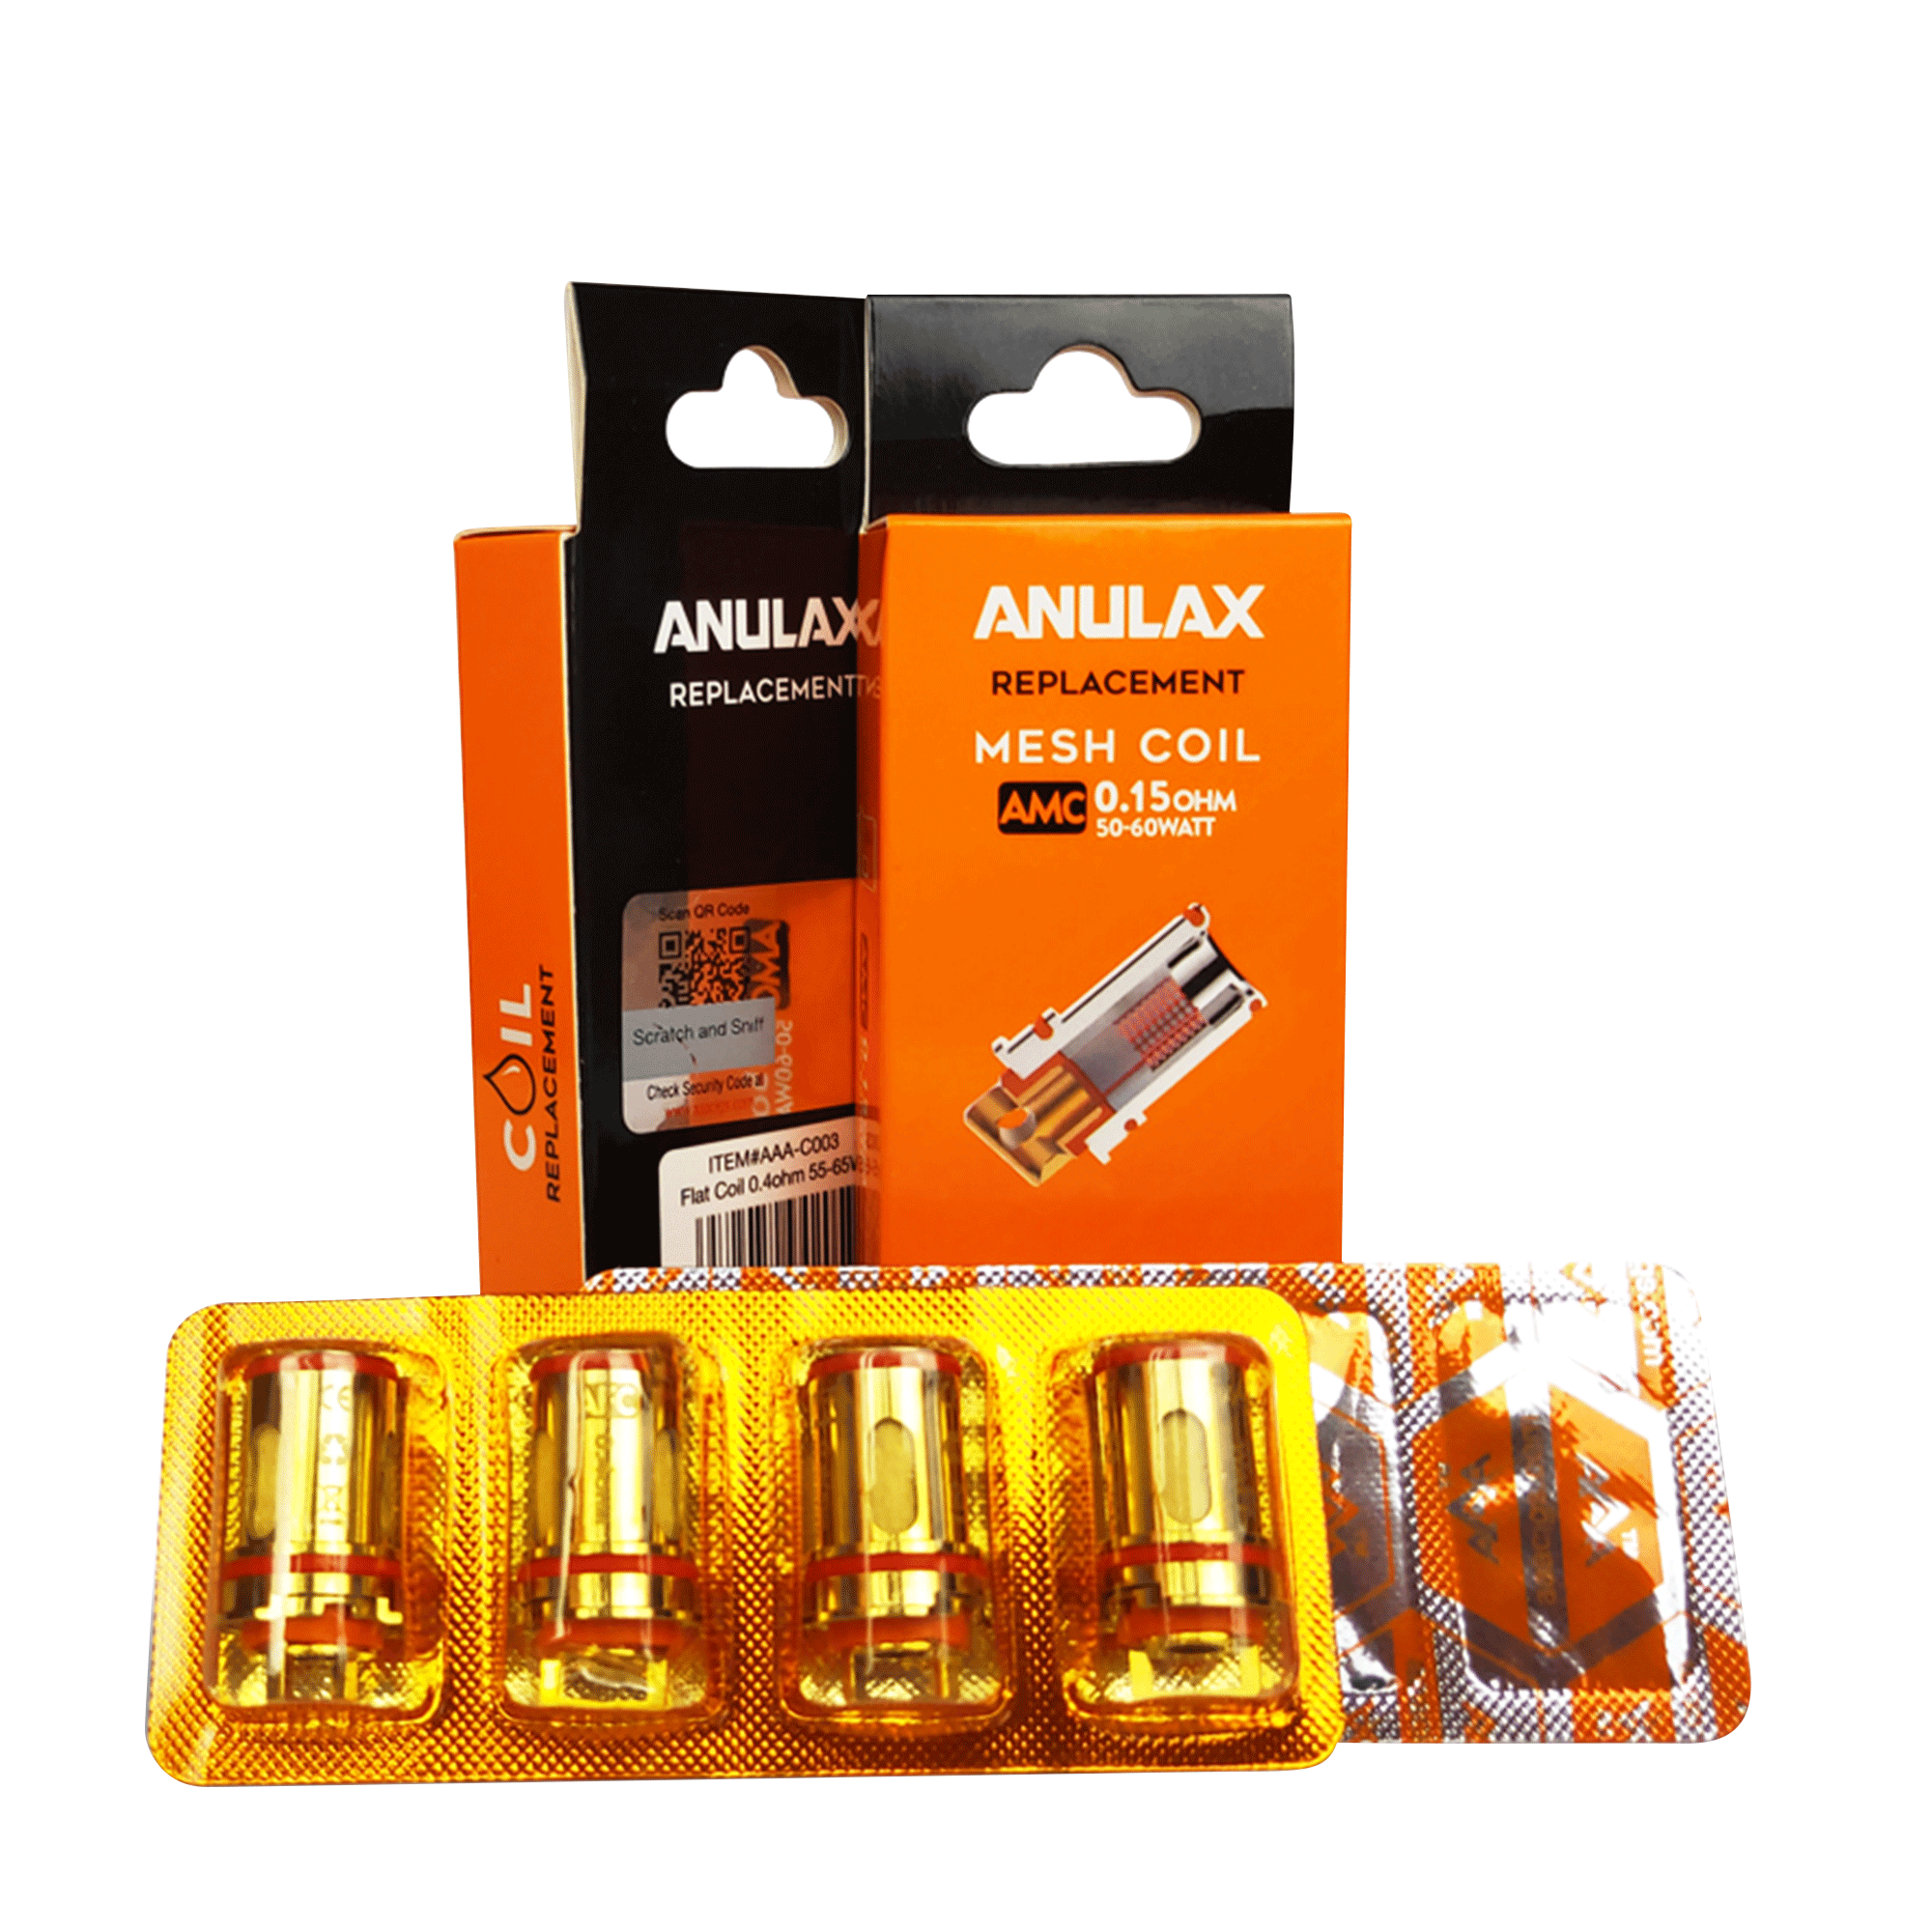 ANULAX
REPLACEMENT
Scan QR Code
Scratch and Sniff
Check Security Code at
ITEM#AAA-C003
Flat Coil 0.4ohm 55-65W
COIL
REPLACEMENT
ANULAX
REPLACEMENT
MESH COIL
AMC 0.15OHM
50-60WATT